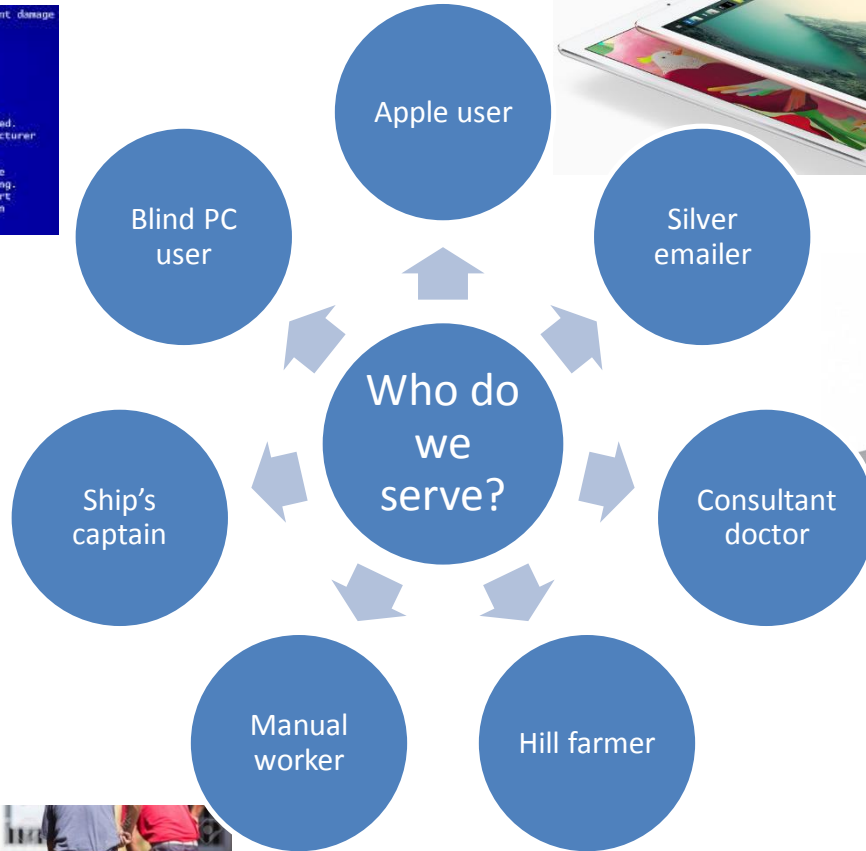 nt damage
ed.
cturer
e
ng.
rt
n
Apple user
Blind PC
user
Silver
emailer
Who do
we
serve?
Ship's
captain
Consultant
doctor
Manual
worker
Hill farmer